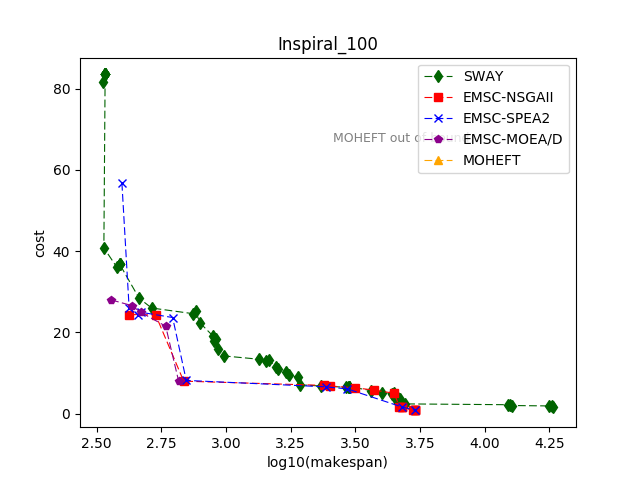 Inspiral_100
SWAY
EMSC-NSGAII
EMSC-SPEA2
MOHEFT out of
EMSC-MOEA/D
MOHEFT
80
60
40
20
0
cost
2.50 2.75 3.00 3.25 3.50 3.75 4.00 4.25
log10(makespan)